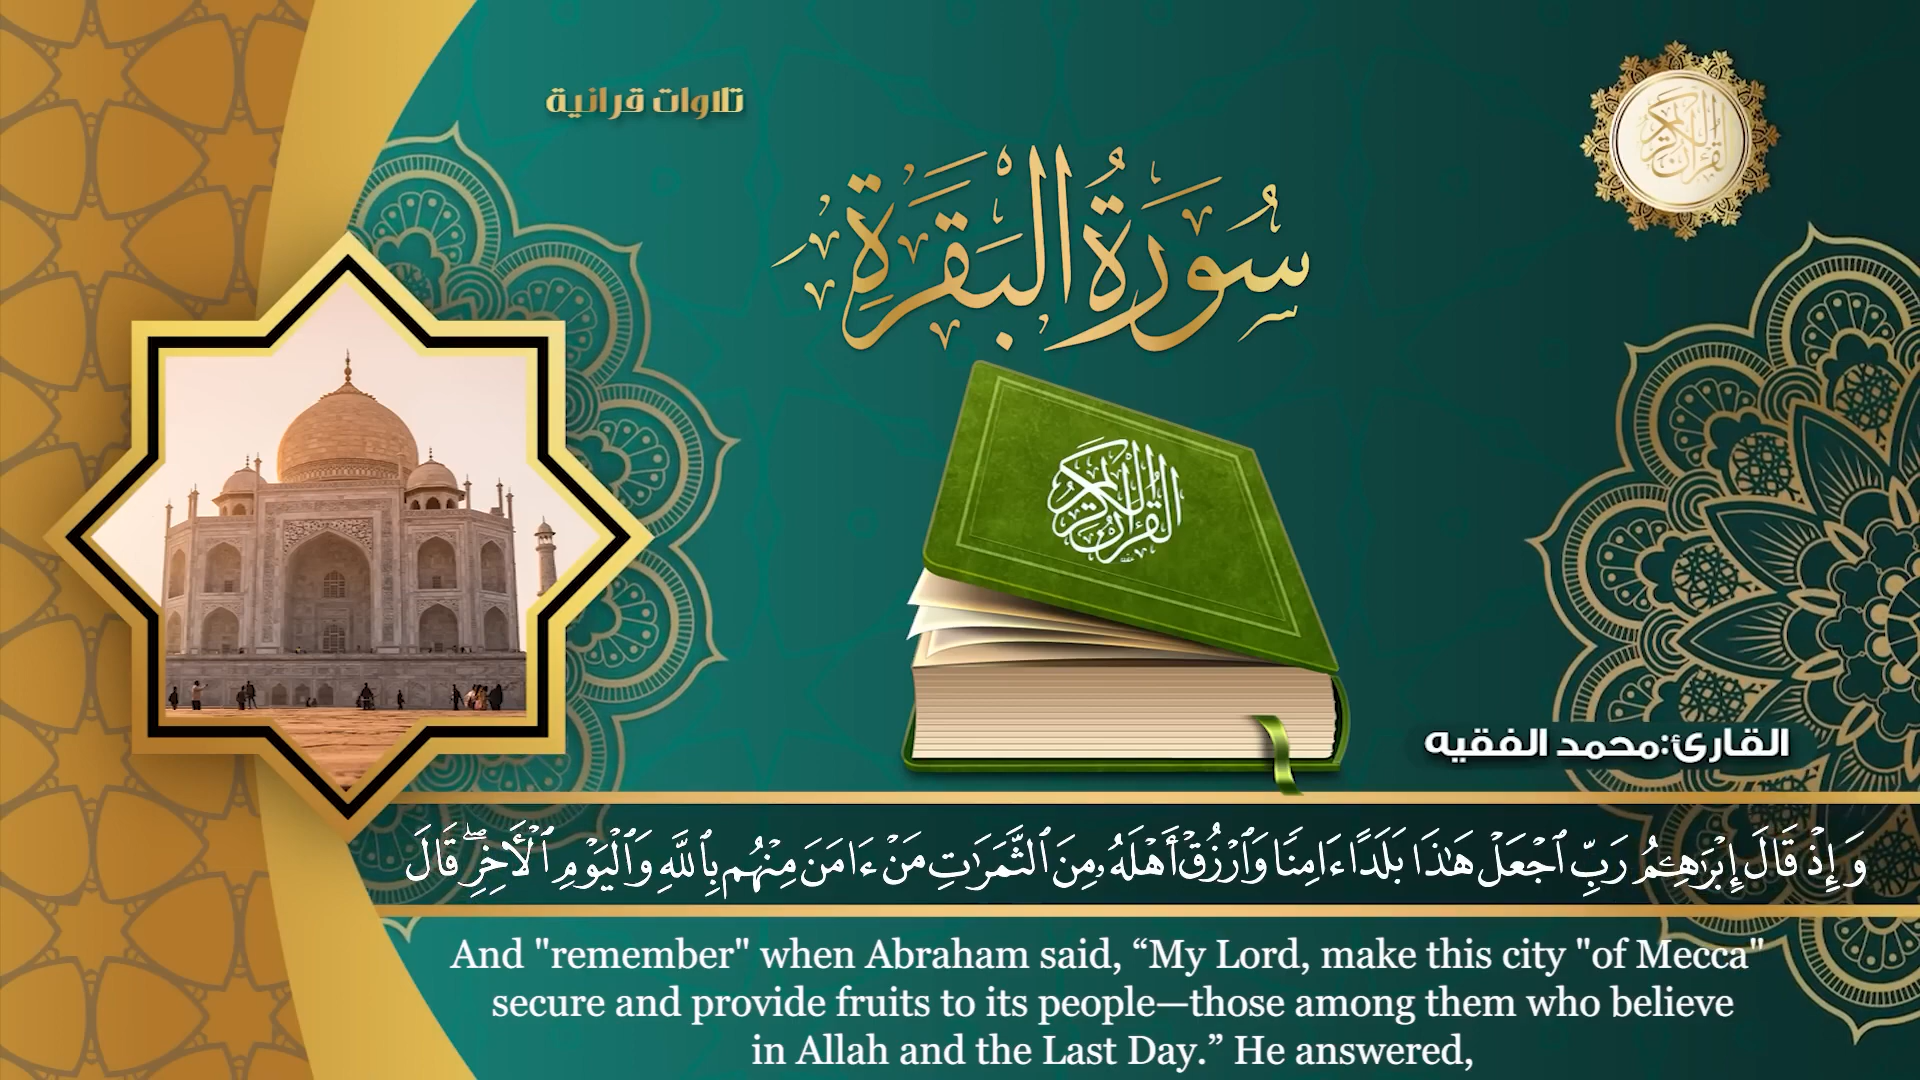 تلاوات قرانية
القرآن الكريم
سُورَةُ البَقَرَةِ
القرآن الكريم
القارئ:محمد الفقيه
وَإِذْ قَالَ إِبْرَٰهِـۧمُ رَبِّ ٱجْعَلْ هَـٰذَا بَلَدًا ءَامِنًا وَٱرْزُقْ أَهْلَهُۥ مِنَ ٱلثَّمَرَٰتِ مَنْ ءَامَنَ مِنْهُم بِٱللَّهِ وَٱلْيَوْمِ ٱلْأَخِرِ ۖ قَالَ
And "remember" when Abraham said, “My Lord, make this city "of Mecca"
secure and provide fruits to its people—those among them who believe
in Allah and the Last Day.” He answered,